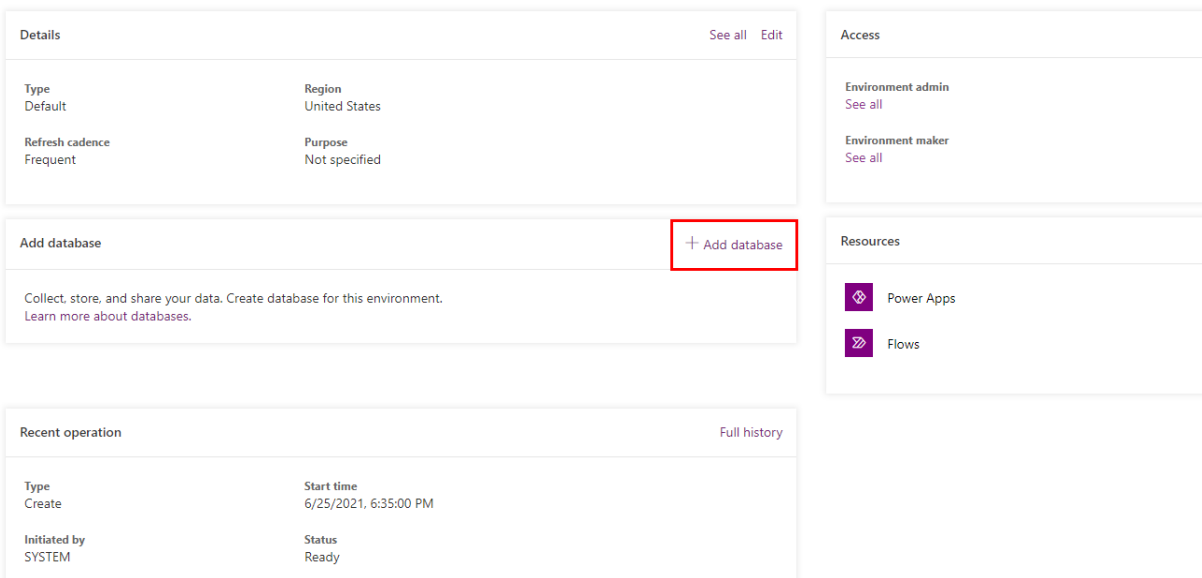 Details
See all Edit
Type
Default
Region
United States
Refresh cadence
Frequent
Purpose
Not specified
Add database
+ Add database
Collect, store, and share your data. Create database for this environment.
Learn more about databases.
Recent operation
Full history
Type
Create
Start time
6/25/2021, 6:35:00 PM
Initiated by
SYSTEM
Status
Ready
Access
Environment admin
See all
Environment maker
See all
Resources
Power Apps
Flows